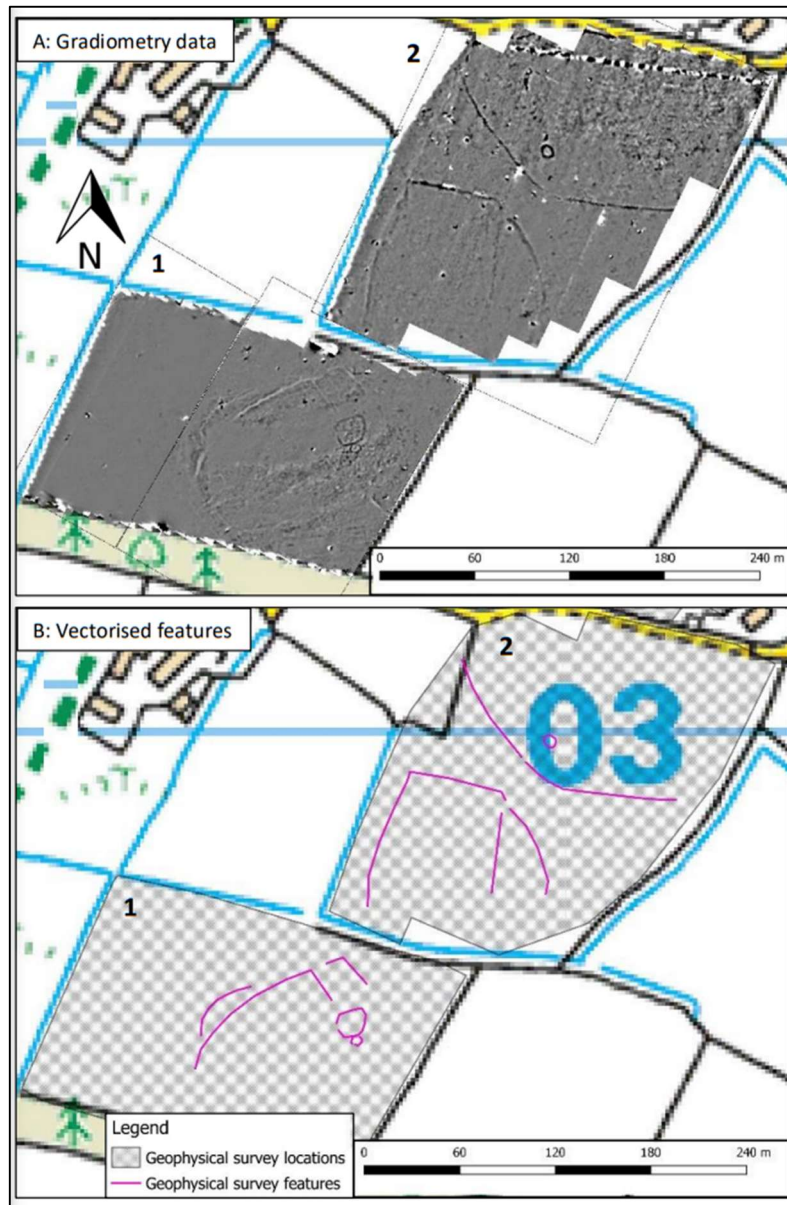 A: Gradiometry data
2
N
1
0 60 120 180 240 m
B: Vectorised features
2
03
1
Legend
Geophysical survey locations
Geophysical survey features
0 60 120 180 240 m